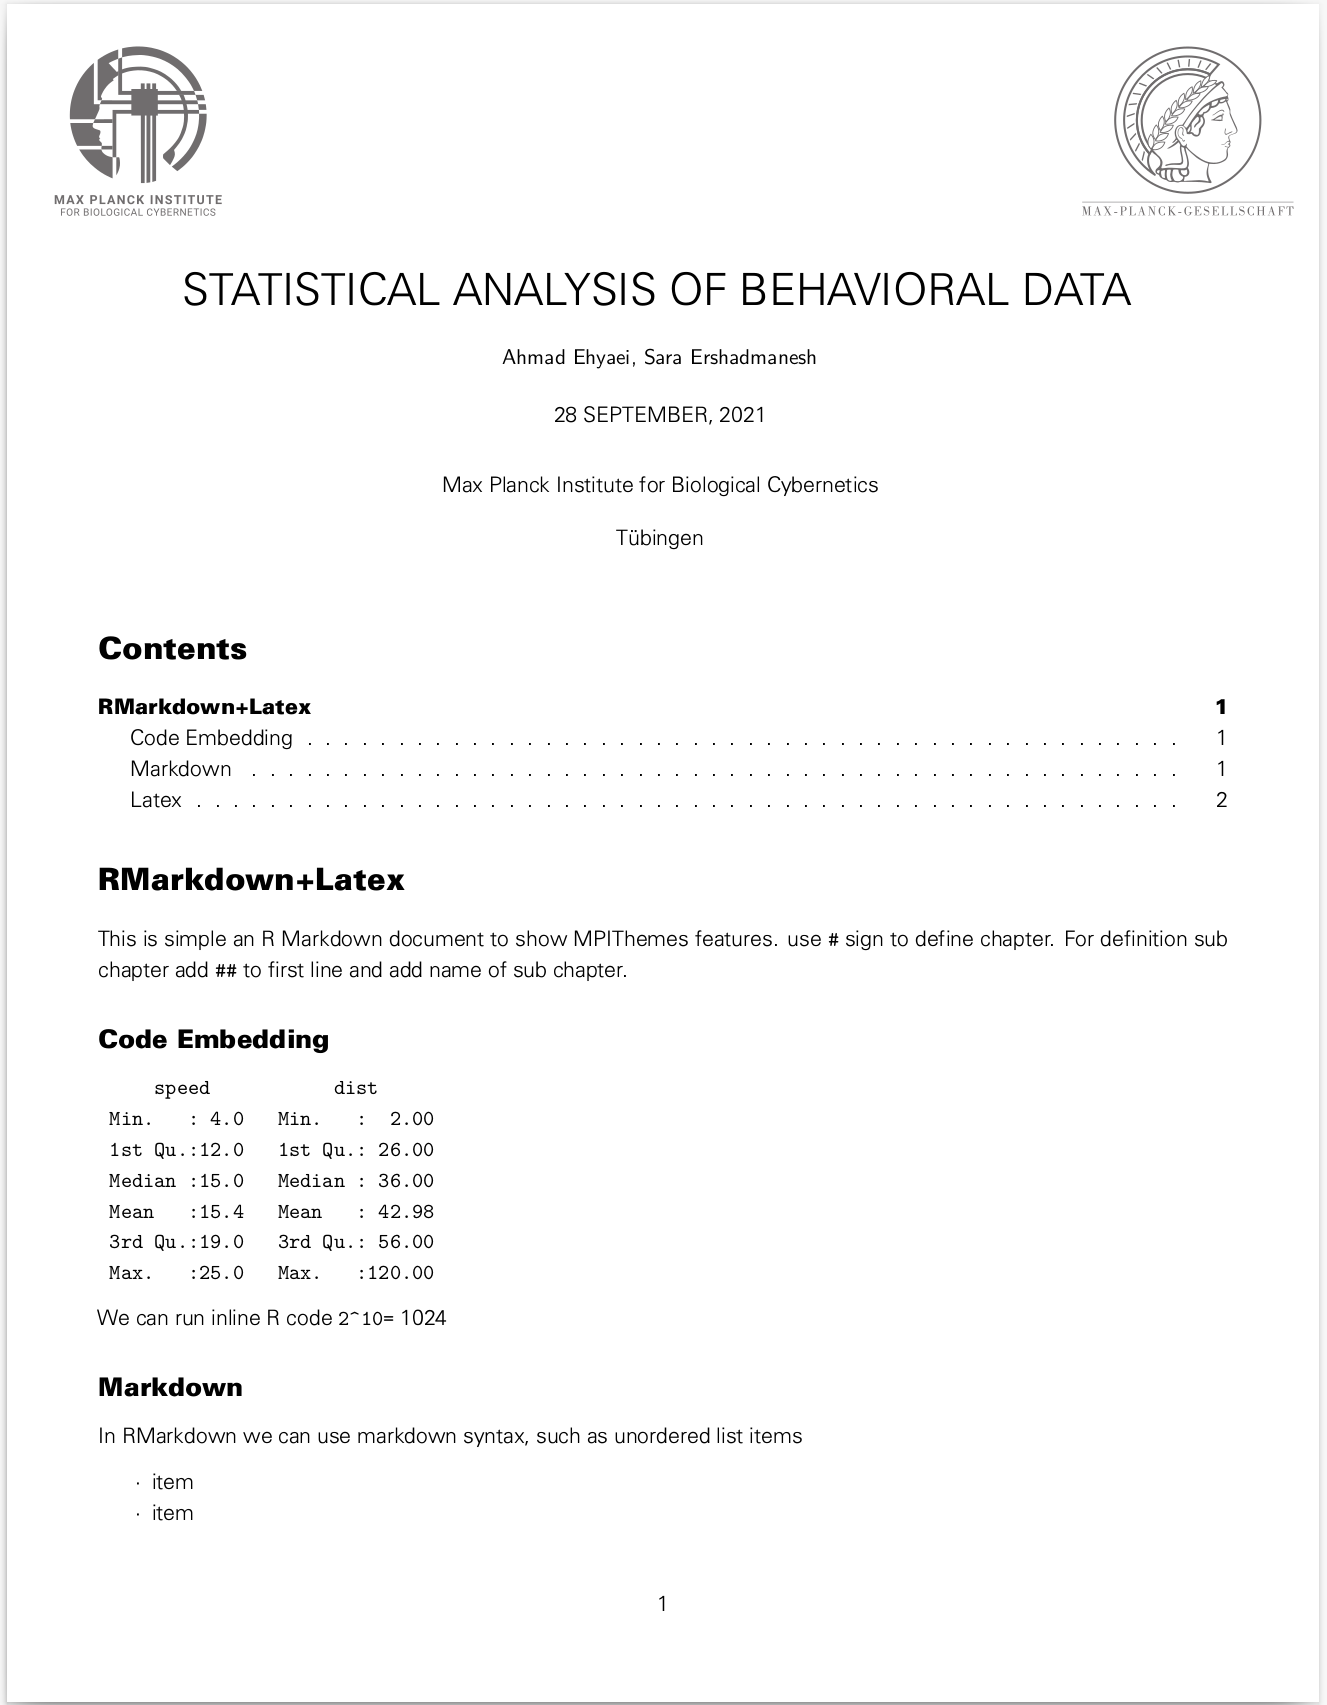 MAX PLANCK INSTITUTE
FOR BIOLOGICAL CYBERNETICS
MAX-PLANCK-GESELLSCHAFT
STATISTICAL ANALYSIS OF BEHAVIORAL DATA
Ahmad Ehyaei, Sara Ershadmanesh
28 SEPTEMBER, 2021
Max Planck Institute for Biological Cybernetics
Tübingen
Contents
RMarkdown+Latex 1
Code Embedding . . . . . . . . . . . . . . . . . . . . . . . . . . . . . . . . . . . . . . . . . . . . . . . . 1
Markdown . . . . . . . . . . . . . . . . . . . . . . . . . . . . . . . . . . . . . . . . . . . . . . . . . . . 1
Latex . . . . . . . . . . . . . . . . . . . . . . . . . . . . . . . . . . . . . . . . . . . . . . . . . . . . . . 2
RMarkdown+Latex
This is simple an R Markdown document to show MPIThemes features. use # sign to define chapter. For definition sub
chapter add ## to first line and add name of sub chapter.
Code Embedding
     speed           dist
 Min.   : 4.0   Min.   :  2.00
 1st Qu.:12.0   1st Qu.: 26.00
 Median :15.0   Median : 36.00
 Mean   :15.4   Mean   : 42.98
 3rd Qu.:19.0   3rd Qu.: 56.00
 Max.   :25.0   Max.   :120.00
We can run inline R code 2^10= 1024
Markdown
In RMarkdown we can use markdown syntax, such as unordered list items
· item
· item
1